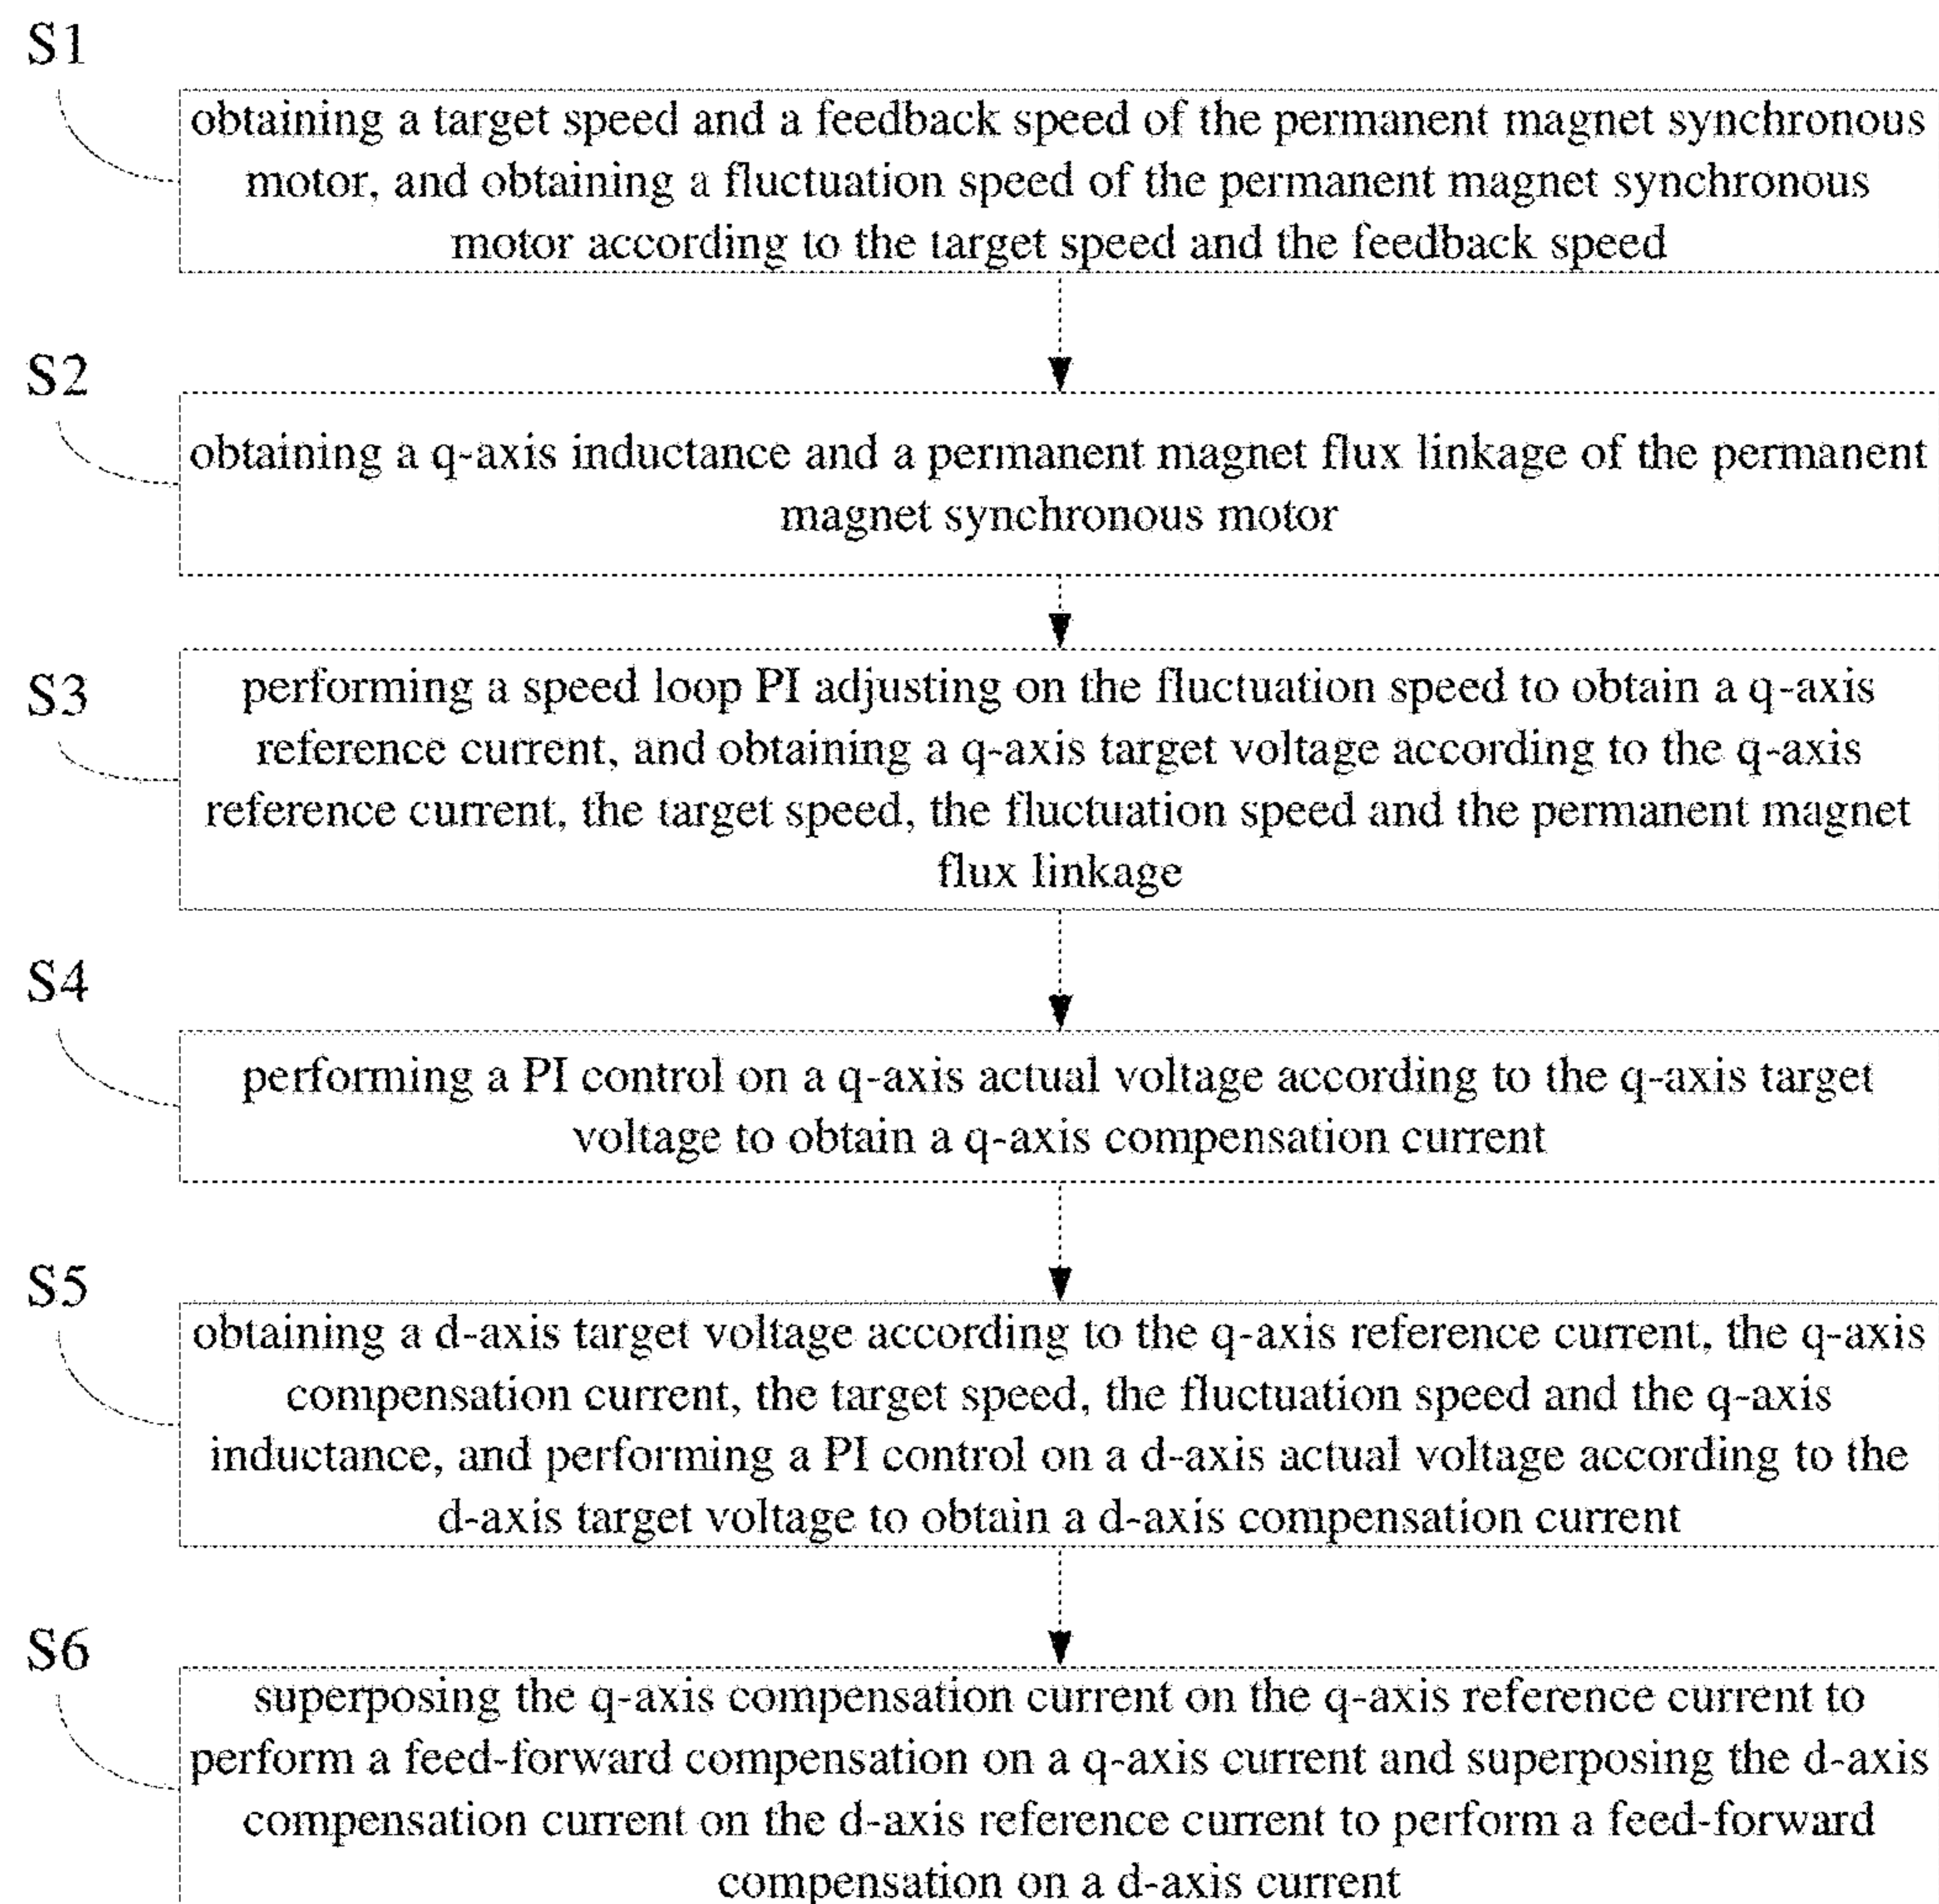 S1
obtaining a target speed and a feedback speed of the permanent magnet synchronous
motor, and obtaining a fluctuation speed of the permanent magnet synchronous
motor according to the target speed and the feedback speed
S2
obtaining a q-axis inductance and a permanent magnet flux linkage of the permanent
magnet synchronous motor
S3
performing a speed loop PI adjusting on the fluctuation speed to obtain a q-axis
reference current, and obtaining a q-axis target voltage according to the q-axis
reference current, the target speed, the fluctuation speed and the permanent magnet
flux linkage
S4
performing a PI control on a q-axis actual voltage according to the q-axis target
voltage to obtain a q-axis compensation current
S5
obtaining a d-axis target voltage according to the q-axis reference current, the q-axis
compensation current, the target speed, the fluctuation speed and the q-axis
inductance, and performing a PI control on a d-axis actual voltage according to the
d-axis target voltage to obtain a d-axis compensation current
S6
superposing the q-axis compensation current on the q-axis reference current to
perform a feed-forward compensation on a q-axis current and superposing the d-axis
compensation current on the d-axis reference current to perform a feed-forward
compensation on a d-axis current